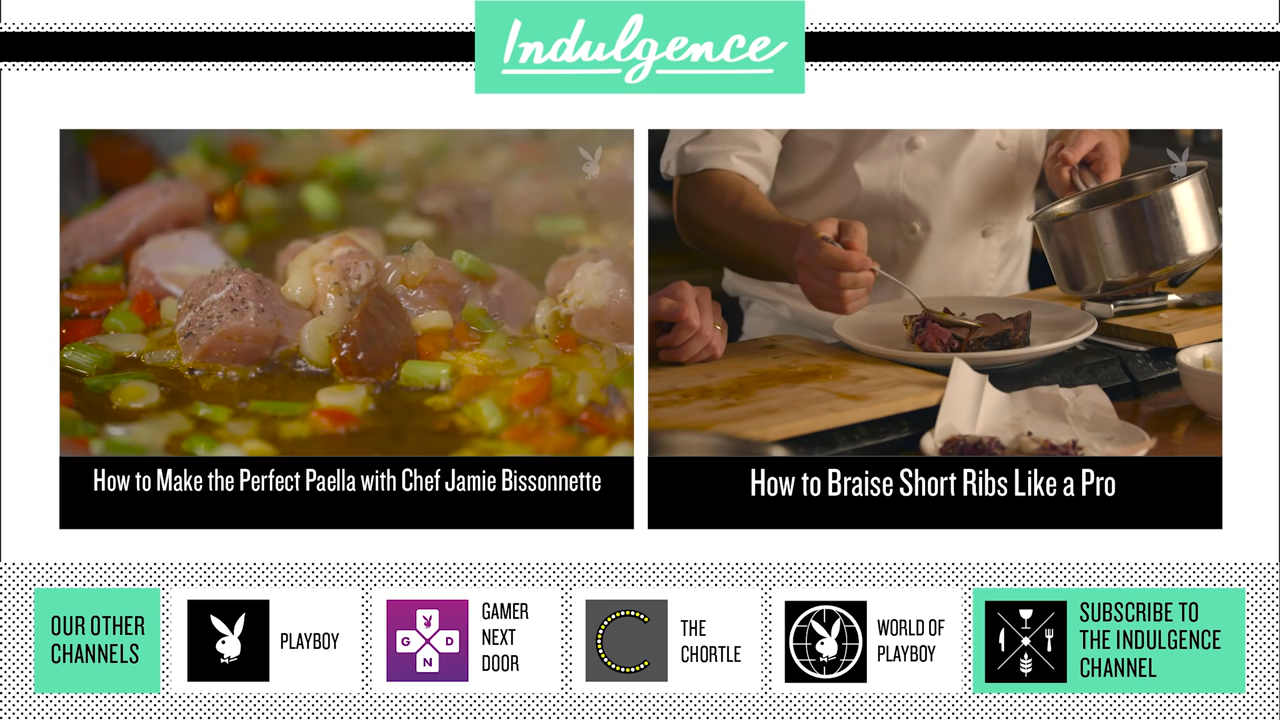 Indulgence
How to Make the Perfect Paella with Chef Jamie Bissonnette
How to Braise Short Ribs Like a Pro
OUR OTHER
CHANNELS
PLAYBOY
G D
N
GAMER
NEXT
DOOR
C
THE
CHORTLE
WORLD OF
PLAYBOY
SUBSCRIBE TO
THE INDULGENCE
CHANNEL